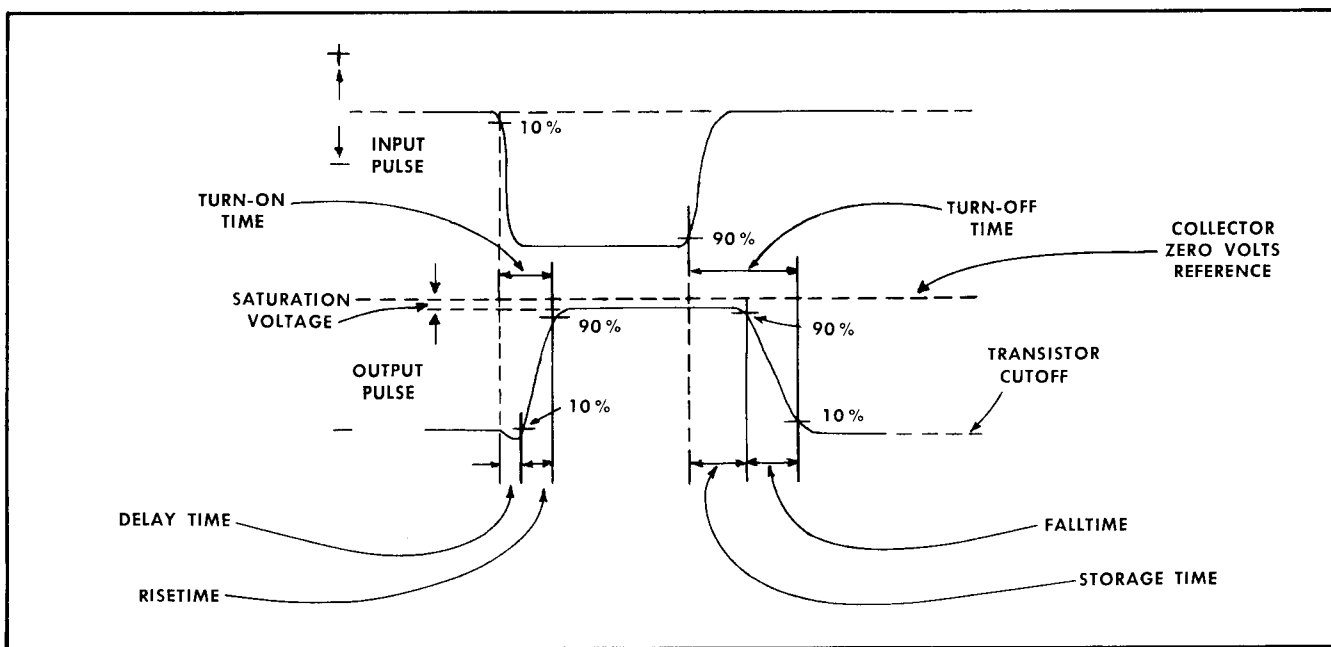 +
10%
INPUT
PULSE
−
TURN-ON
TIME
TURN-OFF
TIME
90%
COLLECTOR
ZERO VOLTS
REFERENCE
SATURATION
VOLTAGE
90%
90%
OUTPUT
PULSE
TRANSISTOR
CUTOFF
10%
10%
DELAY TIME
FALLTIME
RISETIME
STORAGE TIME